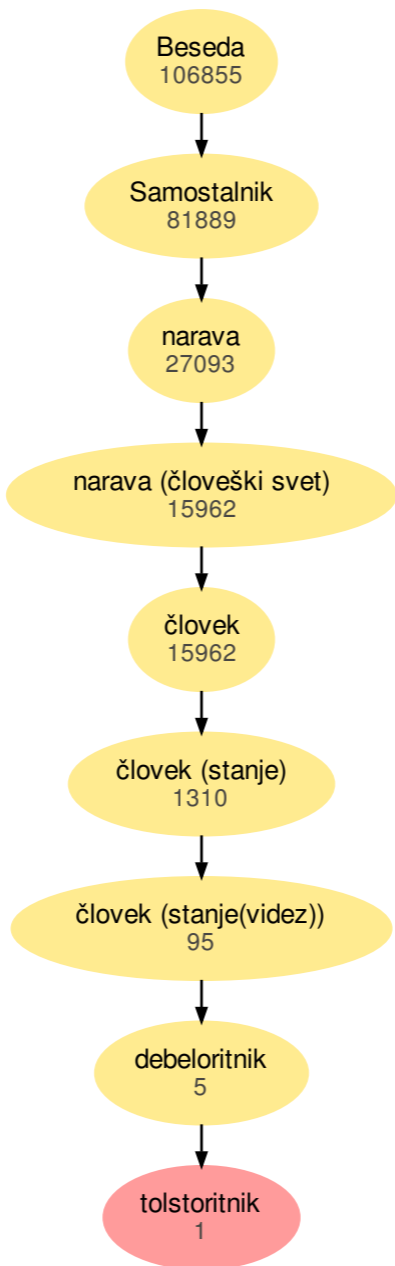 Beseda
106855
Samostalnik
81889
narava
27093
narava (človeški svet)
15962
človek
15962
človek (stanje)
1310
človek (stanje(videz))
95
debeloritnik
5
tolstoritnik
1